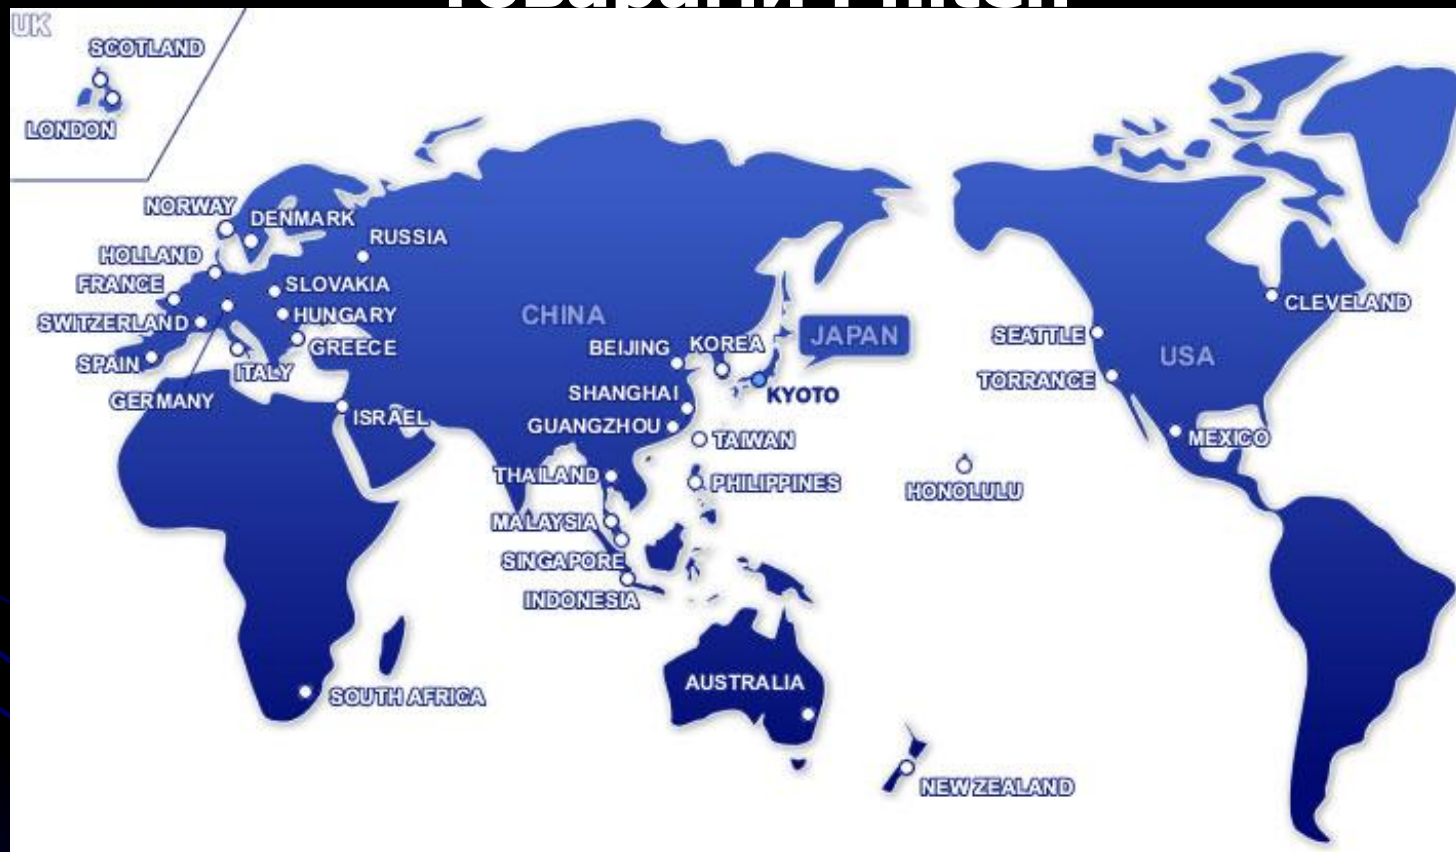 товарами Phiten
UK
SCOTLAND
LONDON
NORWAY
DENMARK
RUSSIA
HOLLAND
FRANCE
SLOVAKIA
SWITZERLAND
HUNGARY
GREECE
SPAIN
ITALY
GERMANY
ISRAEL
CHINA
BEIJING
KOREA
JAPAN
SHANGHAI
KYOTO
GUANGZHOU
TAIWAN
THAILAND
PHILIPPINES
MALAYSIA
SINGAPORE
INDONESIA
SOUTH AFRICA
AUSTRALIA
NEW ZEALAND
HONOLULU
SEATTLE
TORRANCE
USA
CLEVELAND
MEXICO